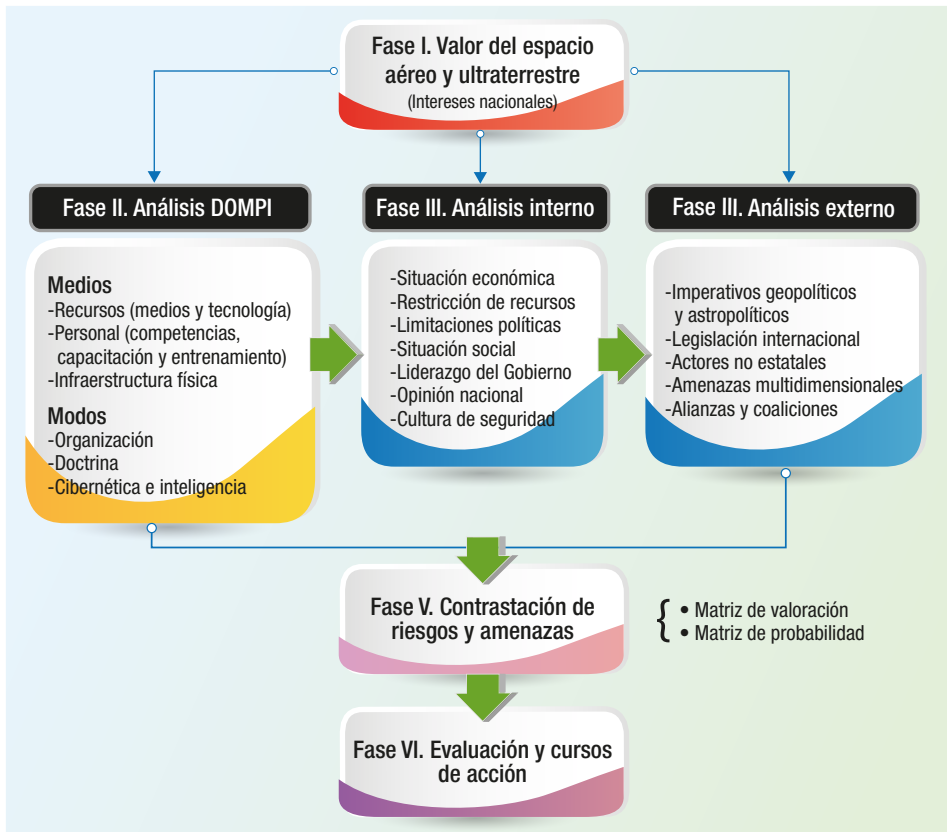 Fase I. Valor del espacio
aéreo y ultraterrestre
(Intereses nacionales)
Fase II. Análisis DOMPI
Medios
-Recursos (medios y tecnología)
-Personal (competencias,
capacitación y entrenamiento)
-Infraerstructura física
Modos
-Organización
-Doctrina
-Cibernética e inteligencia
Fase III. Análisis interno
-Situación económica
-Restricción de recursos
-Limitaciones políticas
-Situación social
-Liderazgo del Gobierno
-Opinión nacional
-Cultura de seguridad
Fase III. Análisis externo
-Imperativos geopolíticos
y astropolíticos
-Legislación internacional
-Actores no estatales
-Amenazas multidimensionales
-Alianzas y coaliciones
Fase V. Contrastación de
riesgos y amenazas
{ • Matriz de valoración
• Matriz de probabilidad
Fase VI. Evaluación y cursos
de acción